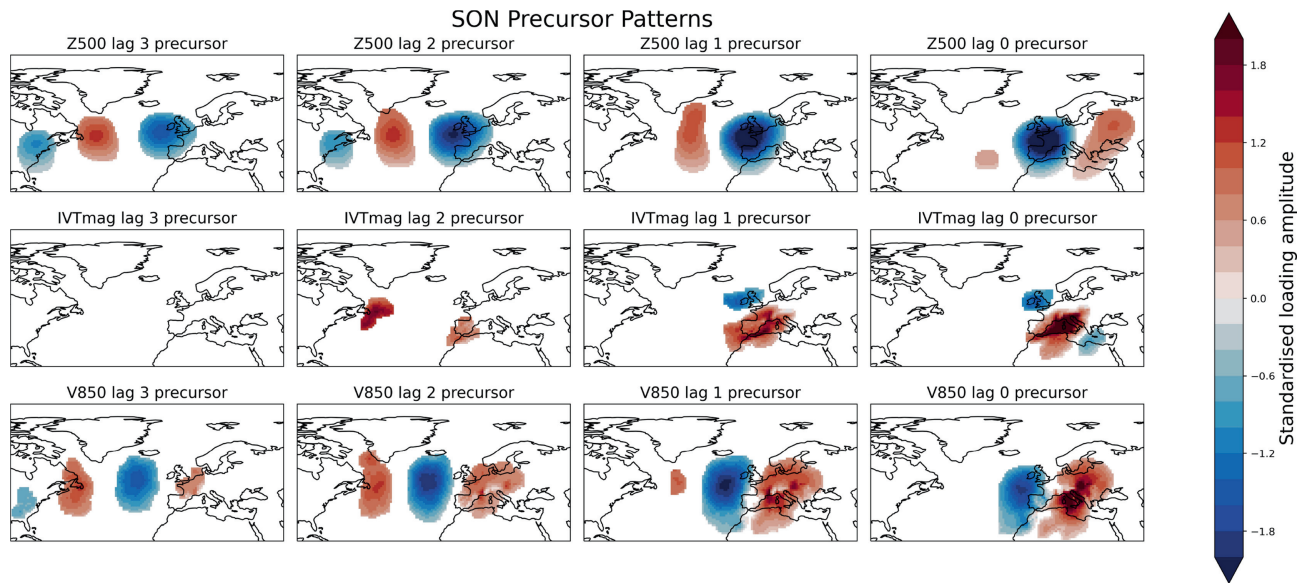 SON Precursor Patterns
Z500 lag 3 precursor
Z500 lag 2 precursor
Z500 lag 1 precursor
Z500 lag 0 precursor
IVTmag lag 3 precursor
IVTmag lag 2 precursor
IVTmag lag 1 precursor
IVTmag lag 0 precursor
V850 lag 3 precursor
V850 lag 2 precursor
V850 lag 1 precursor
V850 lag 0 precursor
1.8
1.2
0.6
0.0
−0.6
−1.2
−1.8
Standardised loading amplitude